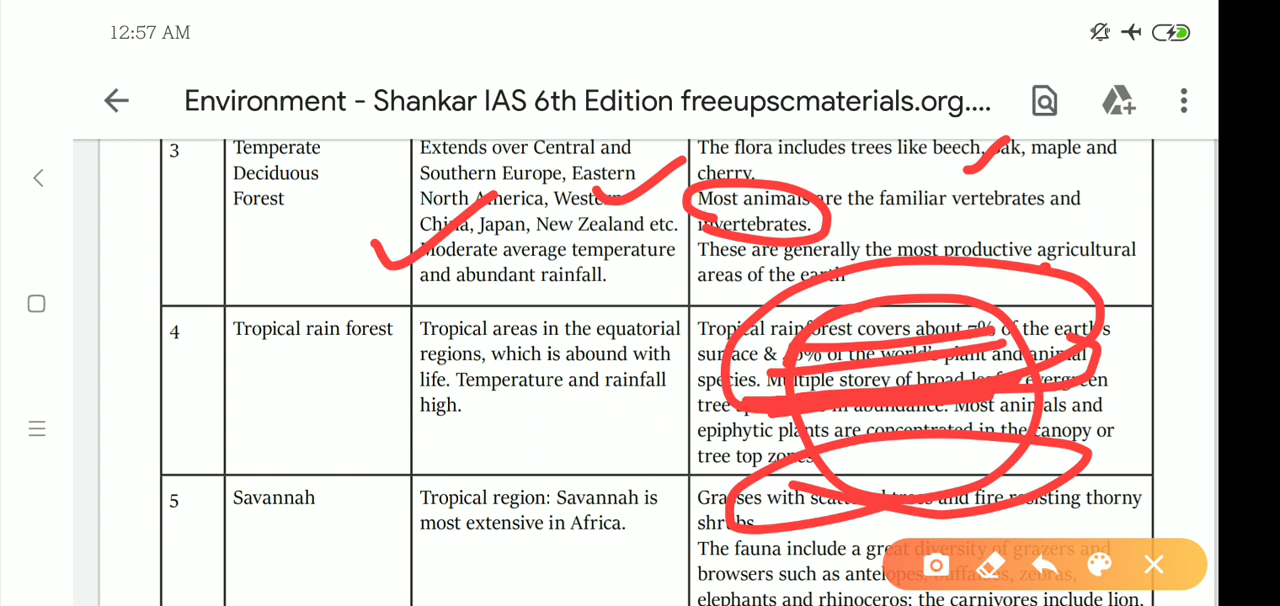 12:57 AM
Environment - Shankar IAS 6th Edition freeupscmaterials.org....
3
Temperate
Deciduous
Forest
Extends over Central and
Southern Europe, Eastern
North America, Western
China, Japan, New Zealand etc.
Moderate average temperature
and abundant rainfall.
The flora includes trees like beech, oak, maple and
cherry.
Most animals are the familiar vertebrates and
invertebrates.
These are generally the most productive agricultural
areas of the earth
4
Tropical rain forest
Tropical areas in the equatorial
regions, which is abound with
life. Temperature and rainfall
high.
Tropical rainforest covers about 7% of the earth's
surface & of the world's plant and animal
species. Multiple storey of broad evergreen
tree in abundance. Most animals and
epiphytic plants are concentrated in the canopy or
tree top zones.
5
Savannah
Tropical region: Savannah is
most extensive in Africa.
Grasses with scattered trees and fire resisting thorny
shrubs.
The fauna include a great diversity of grazers and
browsers such as antelopes, buffaloes, zebras,
elephants and rhinoceros; the carnivores include lion,